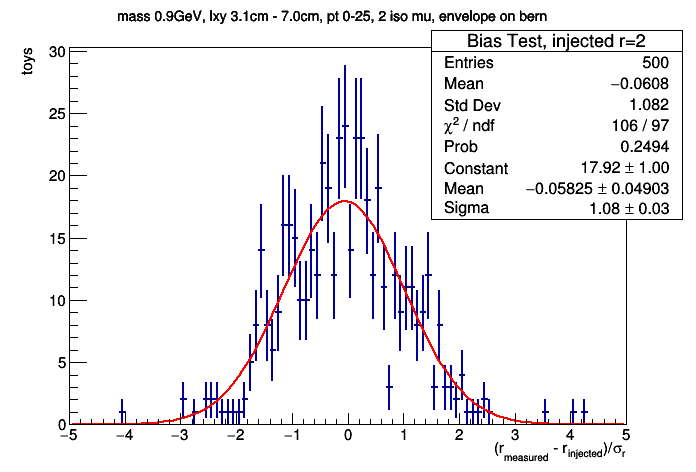 mass 0.9GeV, lxy 3.1cm - 7.0cm, pt 0-25, 2 iso mu, envelope on bern
Bias Test, injected r=2
Entries 500
Mean −0.0608
Std Dev 1.082
χ² / ndf 106 / 97
Prob 0.2494
Constant 17.92 ± 1.00
Mean −0.05825 ± 0.04903
Sigma 1.08 ± 0.03
toys
30
25
20
15
10
5
0
−5 −4 −3 −2 −1 0 1 2 3 4 5
(r_measured - r_injected)/σ_r